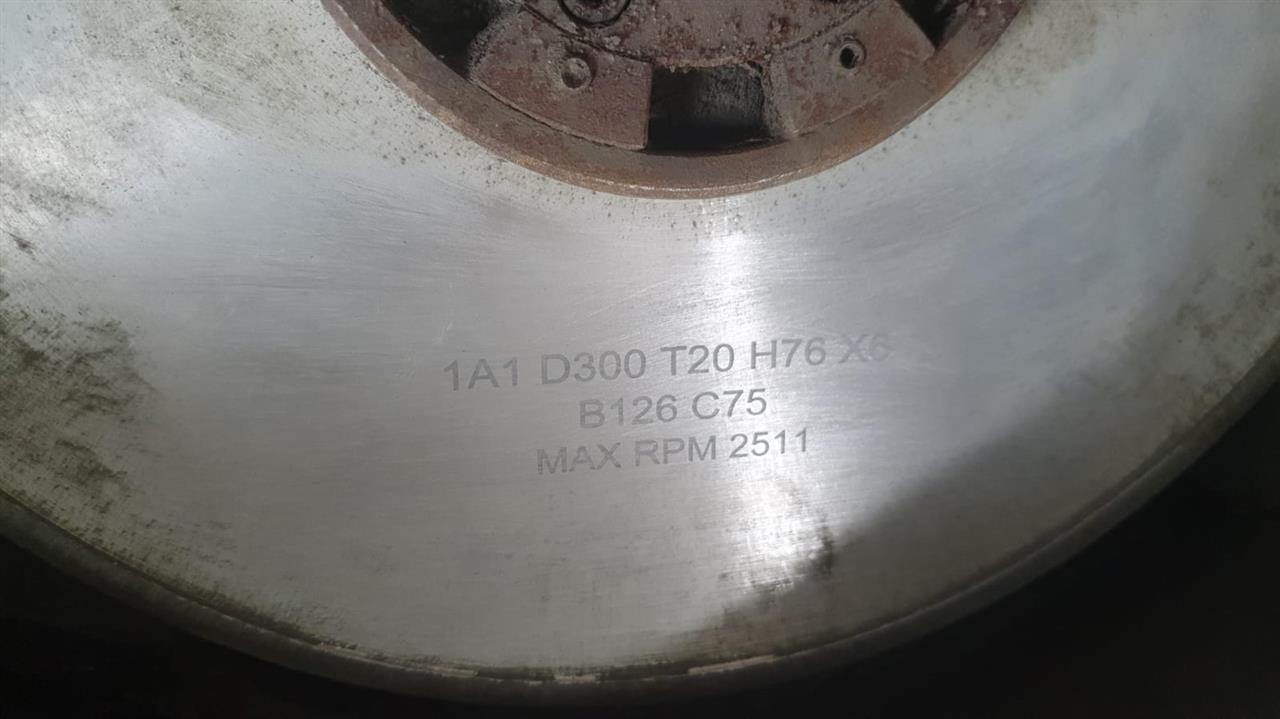 1A1 D300 T20 H76 X6
B126 C75
MAX RPM 2511